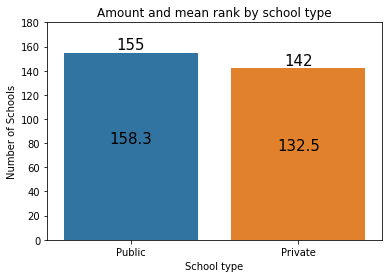 Amount and mean rank by school type
Number of Schools
180
160
140
120
100
80
60
40
20
0
155
142
158.3
132.5
Public
Private
School type